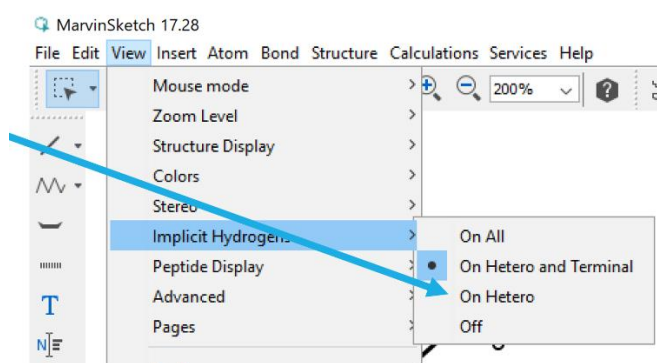 MarvinSketch 17.28
File Edit View Insert Atom Bond Structure Calculations Services Help
Mouse mode
200%
Zoom Level
Structure Display
Colors
Stereo
Implicit Hydrogens
On All
Peptide Display
On Hetero and Terminal
Advanced
On Hetero
T
Pages
Off
N